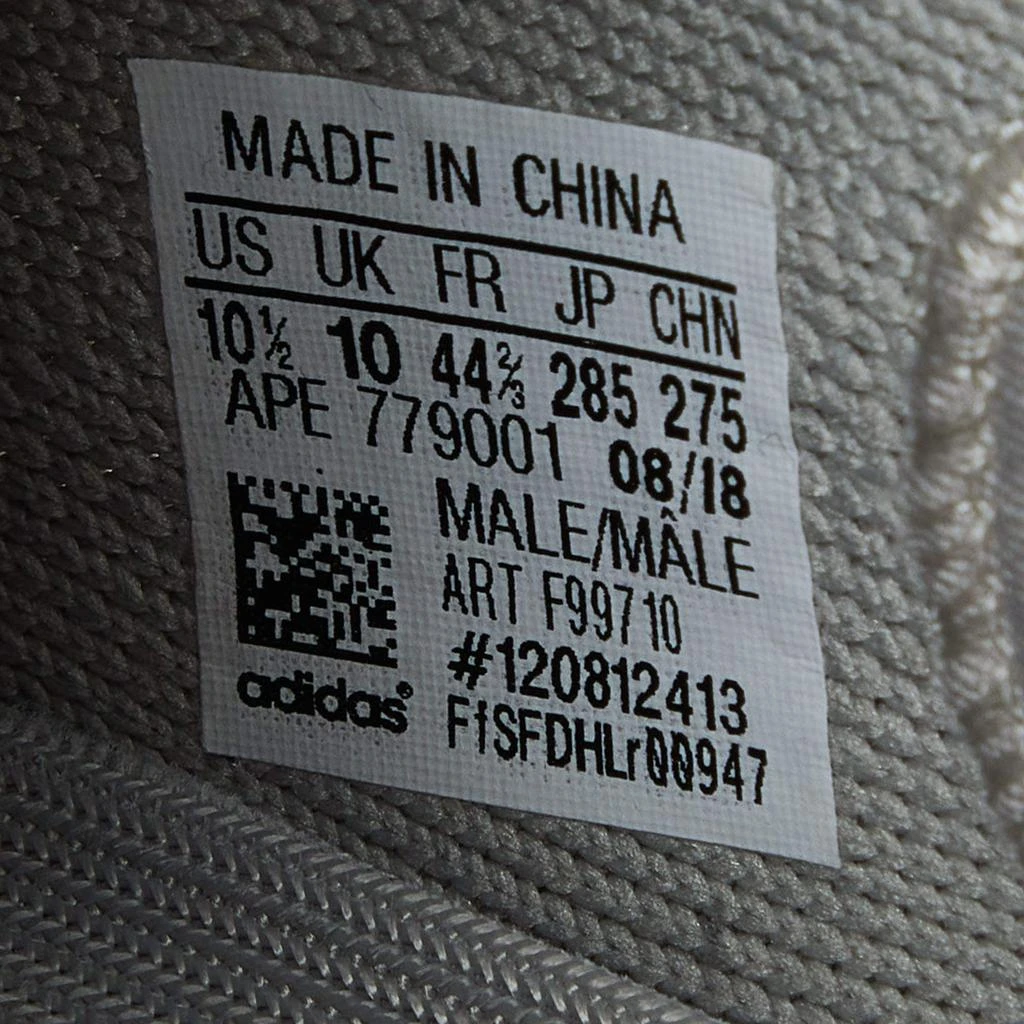 MADE IN CHINA
US UK FR JP CHN
10½ 10 44⅔ 285 275
APE 779001 08/18
MALE/MÂLE
ART F99710
#120812413
adidas®
FfSFDHLr00947